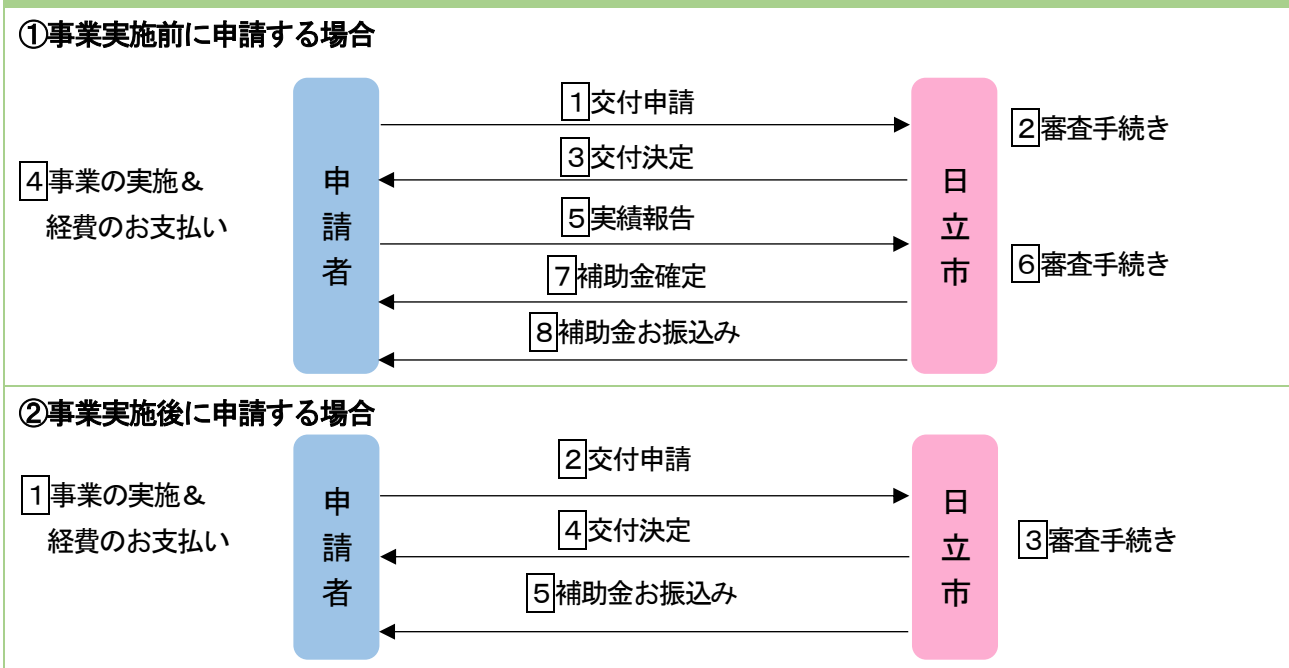 ①事業実施前に申請する場合
1交付申請
2審査手続き
3交付決定
4事業の実施&
経費のお支払い
申請者
日立市
5実績報告
6審査手続き
7補助金確定
8補助金お振込み
②事業実施後に申請する場合
1事業の実施&
経費のお支払い
申請者
日立市
2交付申請
3審査手続き
4交付決定
5補助金お振込み